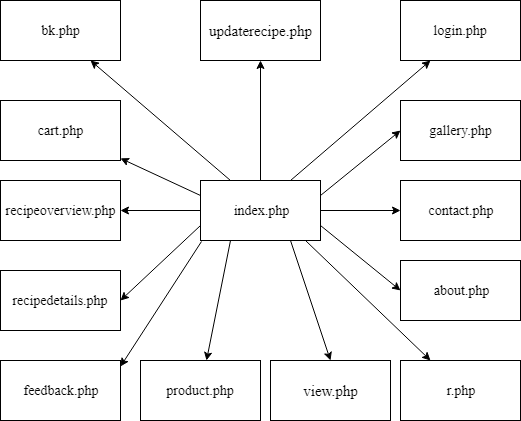 bk.php
updaterecipe.php
login.php
cart.php
gallery.php
recipeoverview.php
index.php
contact.php
recipedetails.php
about.php
feedback.php
product.php
view.php
r.php